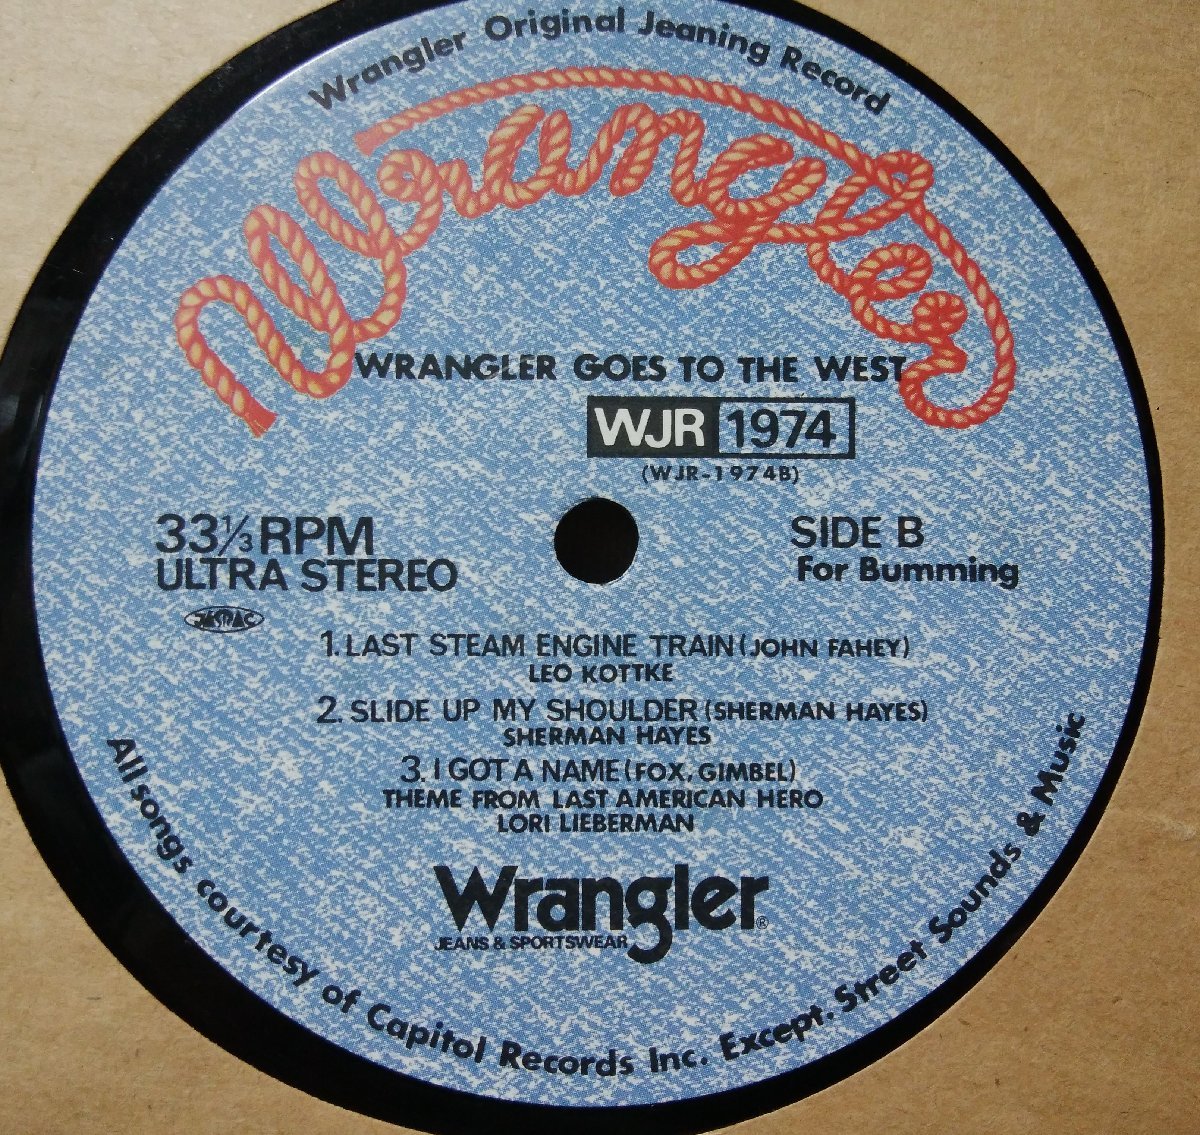 Wrangler Original Jeaning Record
Wrangler
WRANGLER GOES TO THE WEST
WJR 1974
(WJR-1974B)
33⅓ RPM
ULTRA STEREO
JASRAC
SIDE B
For Bumming
1. LAST STEAM ENGINE TRAIN (JOHN FAHEY)
LEO KOTTKE
2. SLIDE UP MY SHOULDER (SHERMAN HAYES)
SHERMAN HAYES
3. I GOT A NAME (FOX, GIMBEL)
THEME FROM LAST AMERICAN HERO
LORI LIEBERMAN
Wrangler®
JEANS & SPORTSWEAR
All songs courtesy of Capitol Records Inc. Except. Street Sounds & Music